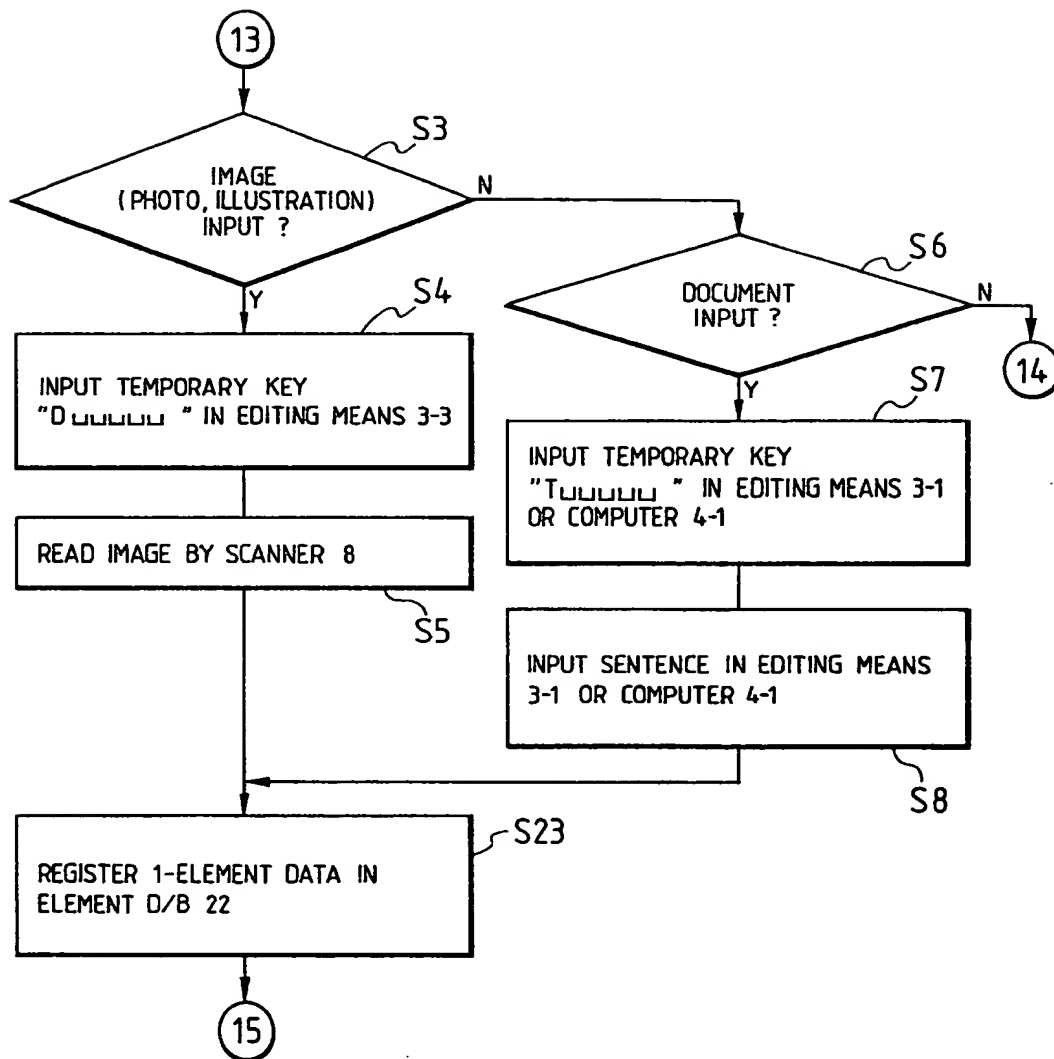 13
S3
IMAGE
(PHOTO, ILLUSTRATION)
INPUT ?
N
Y
S6
DOCUMENT
INPUT ?
N
14
Y
S4
INPUT TEMPORARY KEY
"D␣␣␣␣␣ " IN EDITING MEANS 3-3
S7
INPUT TEMPORARY KEY
"T␣␣␣␣␣ " IN EDITING MEANS 3-1
OR COMPUTER 4-1
READ IMAGE BY SCANNER 8
S5
INPUT SENTENCE IN EDITING MEANS
3-1 OR COMPUTER 4-1
S8
S23
REGISTER 1-ELEMENT DATA IN
ELEMENT D/B 22
15